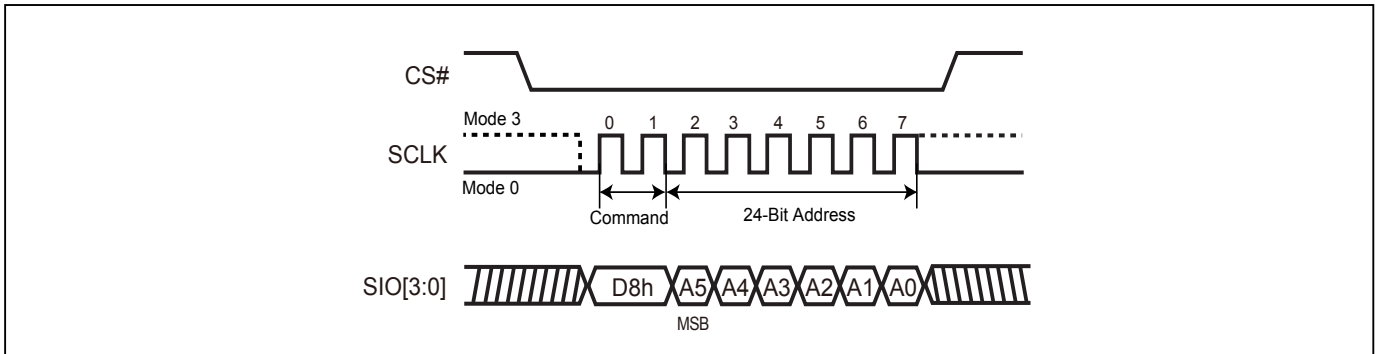 CS#
Mode 3
0 1 2 3 4 5 6 7
SCLK
Mode 0
Command
24-Bit Address
SIO[3:0]
D8h A5 A4 A3 A2 A1 A0
MSB